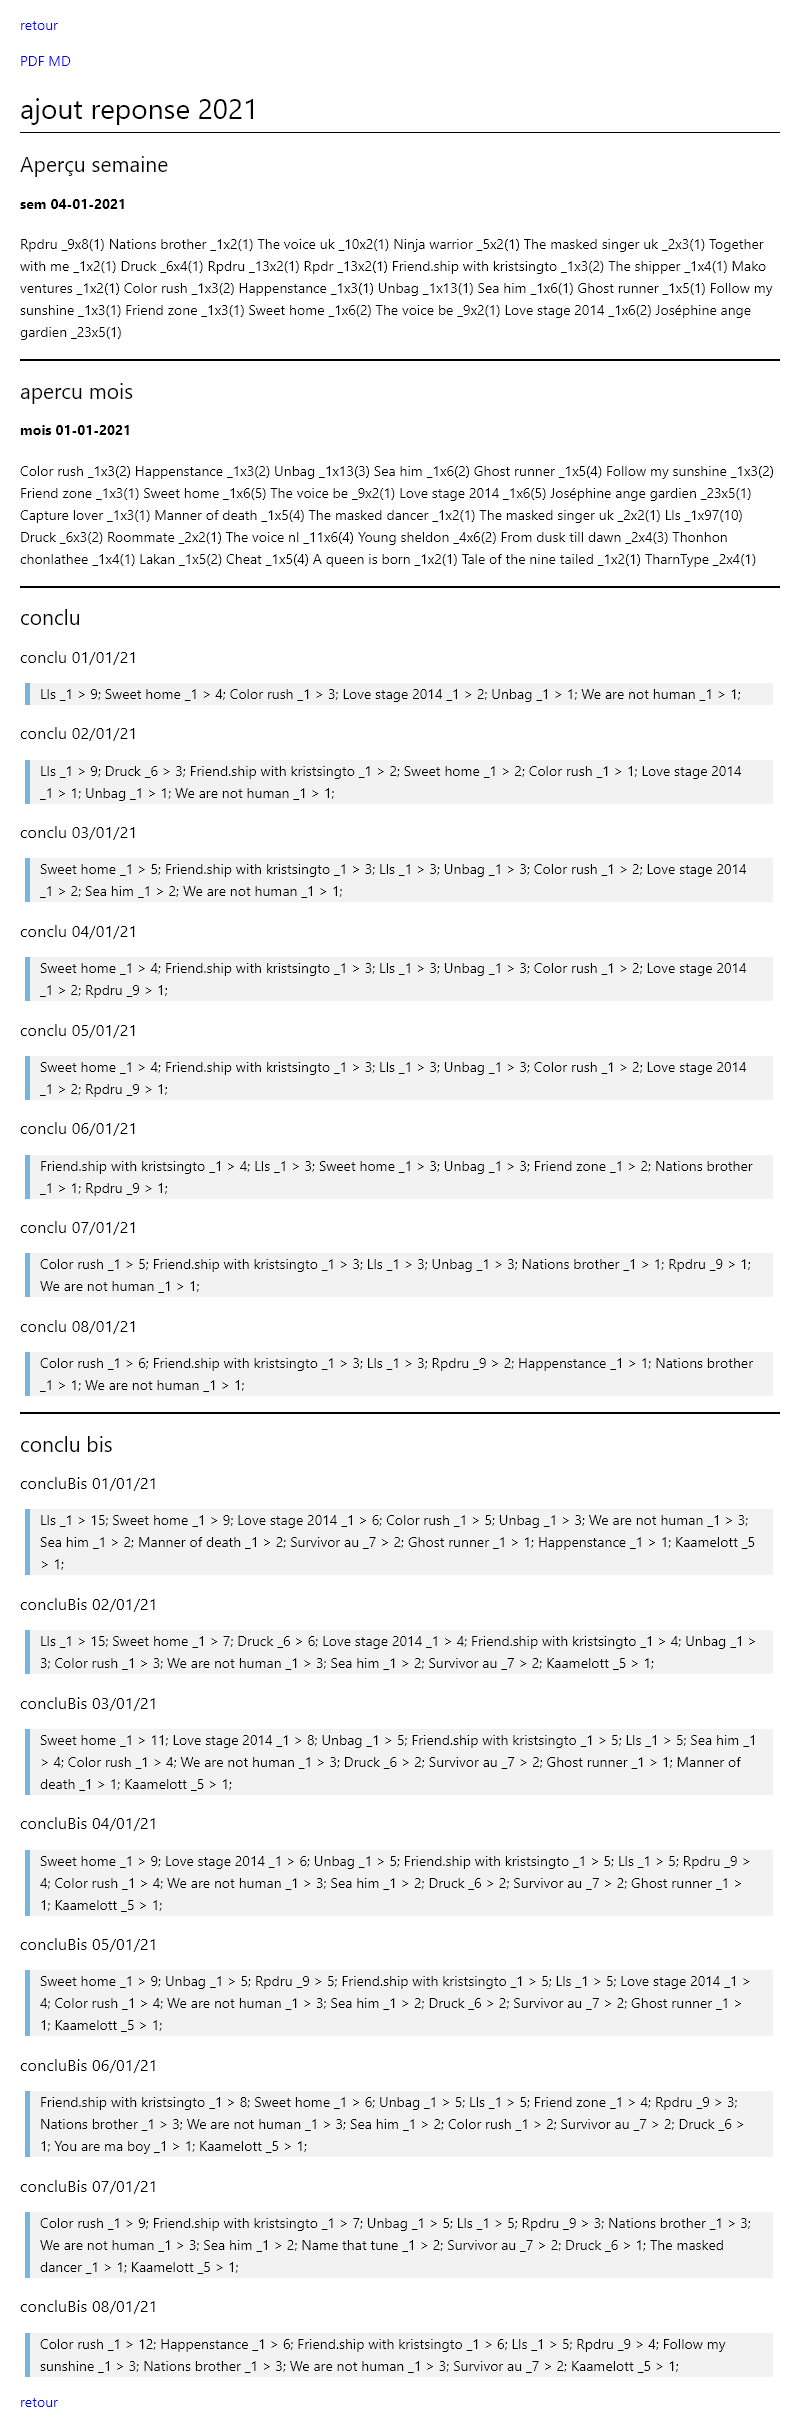 retour
PDF MD
ajout reponse 2021
Aperçu semaine
sem 04-01-2021
Rpdru _9x8(1) Nations brother _1x2(1) The voice uk _10x2(1) Ninja warrior _5x2(1) The masked singer uk _2x3(1) Together
with me _1x2(1) Druck _6x4(1) Rpdru _13x2(1) Rpdr _13x2(1) Friend.ship with kristsingto _1x3(2) The shipper _1x4(1) Mako
ventures _1x2(1) Color rush _1x3(2) Happenstance _1x3(1) Unbag _1x13(1) Sea him _1x6(1) Ghost runner _1x5(1) Follow my
sunshine _1x3(1) Friend zone _1x3(1) Sweet home _1x6(2) The voice be _9x2(1) Love stage 2014 _1x6(2) Joséphine ange
gardien _23x5(1)
apercu mois
mois 01-01-2021
Color rush _1x3(2) Happenstance _1x3(2) Unbag _1x13(3) Sea him _1x6(2) Ghost runner _1x5(4) Follow my sunshine _1x3(2)
Friend zone _1x3(1) Sweet home _1x6(5) The voice be _9x2(1) Love stage 2014 _1x6(5) Joséphine ange gardien _23x5(1)
Capture lover _1x3(1) Manner of death _1x5(4) The masked dancer _1x2(1) The masked singer uk _2x2(1) Lls _1x97(10)
Druck _6x3(2) Roommate _2x2(1) The voice nl _11x6(4) Young sheldon _4x6(2) From dusk till dawn _2x4(3) Thonhon
chonlathee _1x4(1) Lakan _1x5(2) Cheat _1x5(4) A queen is born _1x2(1) Tale of the nine tailed _1x2(1) TharnType _2x4(1)
conclu
conclu 01/01/21
Lls _1 > 9; Sweet home _1 > 4; Color rush _1 > 3; Love stage 2014 _1 > 2; Unbag _1 > 1; We are not human _1 > 1;
conclu 02/01/21
Lls _1 > 9; Druck _6 > 3; Friend.ship with kristsingto _1 > 2; Sweet home _1 > 2; Color rush _1 > 1; Love stage 2014
_1 > 1; Unbag _1 > 1; We are not human _1 > 1;
conclu 03/01/21
Sweet home _1 > 5; Friend.ship with kristsingto _1 > 3; Lls _1 > 3; Unbag _1 > 3; Color rush _1 > 2; Love stage 2014
_1 > 2; Sea him _1 > 2; We are not human _1 > 1;
conclu 04/01/21
Sweet home _1 > 4; Friend.ship with kristsingto _1 > 3; Lls _1 > 3; Unbag _1 > 3; Color rush _1 > 2; Love stage 2014
_1 > 2; Rpdru _9 > 1;
conclu 05/01/21
Sweet home _1 > 4; Friend.ship with kristsingto _1 > 3; Lls _1 > 3; Unbag _1 > 3; Color rush _1 > 2; Love stage 2014
_1 > 2; Rpdru _9 > 1;
conclu 06/01/21
Friend.ship with kristsingto _1 > 4; Lls _1 > 3; Sweet home _1 > 3; Unbag _1 > 3; Friend zone _1 > 2; Nations brother
_1 > 1; Rpdru _9 > 1;
conclu 07/01/21
Color rush _1 > 5; Friend.ship with kristsingto _1 > 3; Lls _1 > 3; Unbag _1 > 3; Nations brother _1 > 1; Rpdru _9 > 1;
We are not human _1 > 1;
conclu 08/01/21
Color rush _1 > 6; Friend.ship with kristsingto _1 > 3; Lls _1 > 3; Rpdru _9 > 2; Happenstance _1 > 1; Nations brother
_1 > 1; We are not human _1 > 1;
conclu bis
concluBis 01/01/21
Lls _1 > 15; Sweet home _1 > 9; Love stage 2014 _1 > 6; Color rush _1 > 5; Unbag _1 > 3; We are not human _1 > 3;
Sea him _1 > 2; Manner of death _1 > 2; Survivor au _7 > 2; Ghost runner _1 > 1; Happenstance _1 > 1; Kaamelott _5
> 1;
concluBis 02/01/21
Lls _1 > 15; Sweet home _1 > 7; Druck _6 > 6; Love stage 2014 _1 > 4; Friend.ship with kristsingto _1 > 4; Unbag _1 >
3; Color rush _1 > 3; We are not human _1 > 3; Sea him _1 > 2; Survivor au _7 > 2; Kaamelott _5 > 1;
concluBis 03/01/21
Sweet home _1 > 11; Love stage 2014 _1 > 8; Unbag _1 > 5; Friend.ship with kristsingto _1 > 5; Lls _1 > 5; Sea him _1
> 4; Color rush _1 > 4; We are not human _1 > 3; Druck _6 > 2; Survivor au _7 > 2; Ghost runner _1 > 1; Manner of
death _1 > 1; Kaamelott _5 > 1;
concluBis 04/01/21
Sweet home _1 > 9; Love stage 2014 _1 > 6; Unbag _1 > 5; Friend.ship with kristsingto _1 > 5; Lls _1 > 5; Rpdru _9 >
4; Color rush _1 > 4; We are not human _1 > 3; Sea him _1 > 2; Druck _6 > 2; Survivor au _7 > 2; Ghost runner _1 >
1; Kaamelott _5 > 1;
concluBis 05/01/21
Sweet home _1 > 9; Unbag _1 > 5; Rpdru _9 > 5; Friend.ship with kristsingto _1 > 5; Lls _1 > 5; Love stage 2014 _1 >
4; Color rush _1 > 4; We are not human _1 > 3; Sea him _1 > 2; Druck _6 > 2; Survivor au _7 > 2; Ghost runner _1 >
1; Kaamelott _5 > 1;
concluBis 06/01/21
Friend.ship with kristsingto _1 > 8; Sweet home _1 > 6; Unbag _1 > 5; Lls _1 > 5; Friend zone _1 > 4; Rpdru _9 > 3;
Nations brother _1 > 3; We are not human _1 > 3; Sea him _1 > 2; Color rush _1 > 2; Survivor au _7 > 2; Druck _6 >
1; You are ma boy _1 > 1; Kaamelott _5 > 1;
concluBis 07/01/21
Color rush _1 > 9; Friend.ship with kristsingto _1 > 7; Unbag _1 > 5; Lls _1 > 5; Rpdru _9 > 3; Nations brother _1 > 3;
We are not human _1 > 3; Sea him _1 > 2; Name that tune _1 > 2; Survivor au _7 > 2; Druck _6 > 1; The masked
dancer _1 > 1; Kaamelott _5 > 1;
concluBis 08/01/21
Color rush _1 > 12; Happenstance _1 > 6; Friend.ship with kristsingto _1 > 6; Lls _1 > 5; Rpdru _9 > 4; Follow my
sunshine _1 > 3; Nations brother _1 > 3; We are not human _1 > 3; Survivor au _7 > 2; Kaamelott _5 > 1;
retour